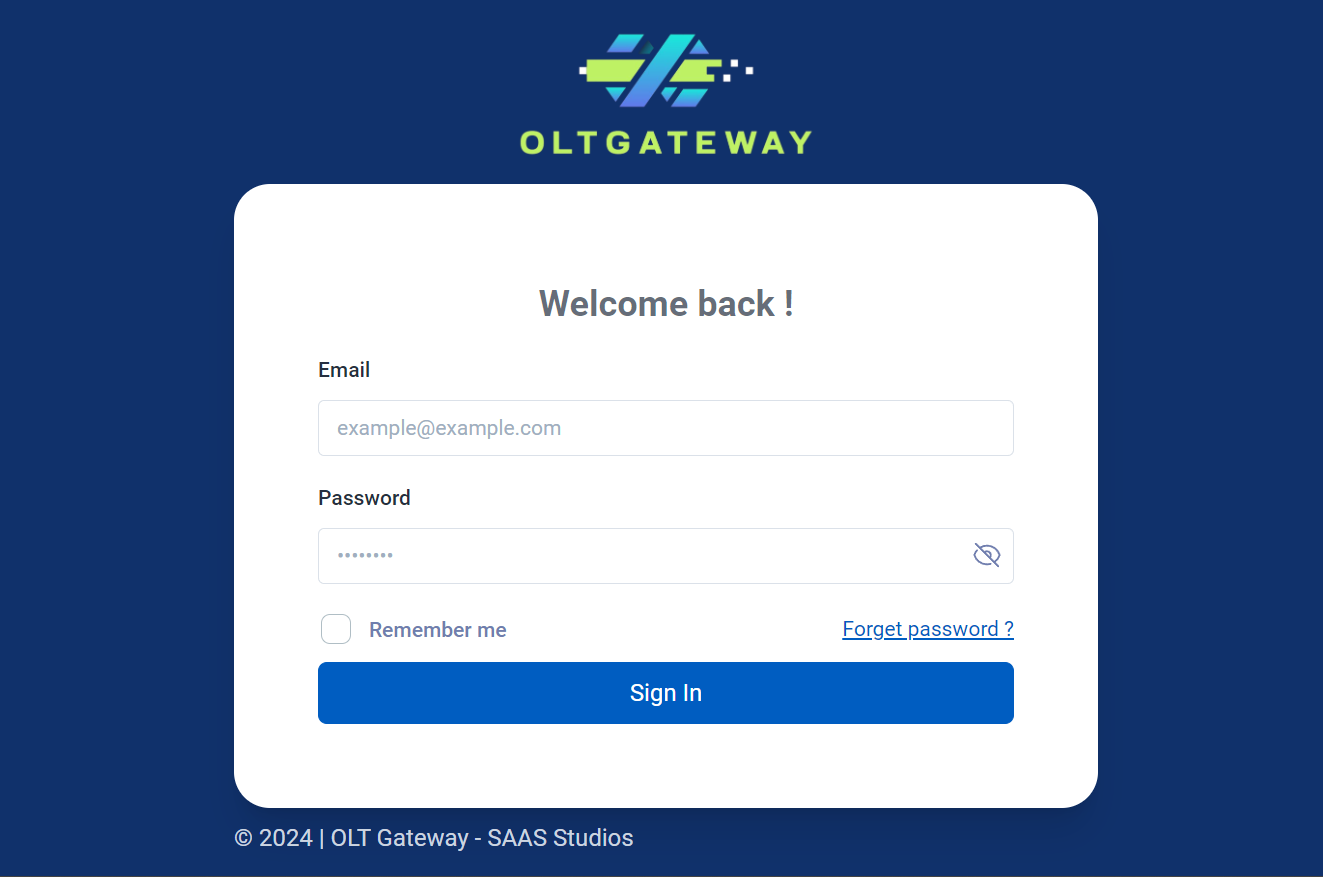 OLTGATEWAY
Welcome back !
Email
example@example.com
Password
••••••••
Remember me
Forget password ?
Sign In
© 2024 | OLT Gateway - SAAS Studios